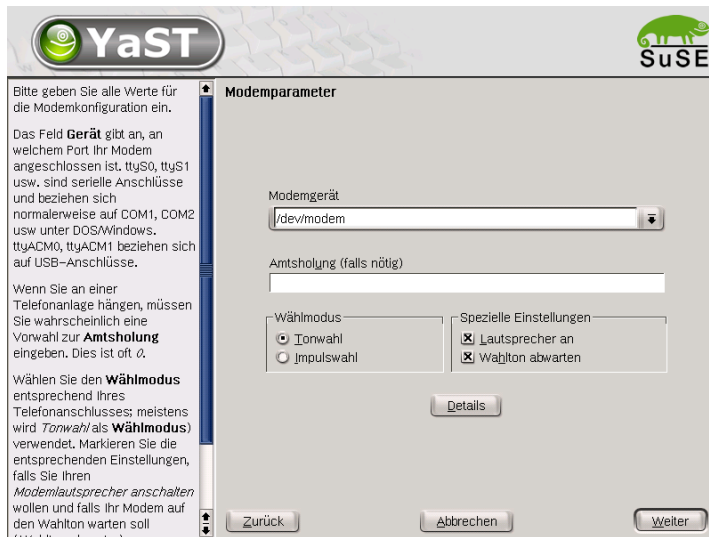 YaST
SuSE
Bitte geben Sie alle Werte für
die Modemkonfiguration ein.
Das Feld Gerät gibt an, an
welchem Port Ihr Modem
angeschlossen ist. ttyS0, ttyS1
usw. sind serielle Anschlüsse
und beziehen sich
normalerweise auf COM1, COM2
usw unter DOS/Windows.
ttyACM0, ttyACM1 beziehen sich
auf USB-Anschlüsse.
Wenn Sie an einer
Telefonanlage hängen, müssen
Sie wahrscheinlich eine
Vorwahl zur Amtsholung
eingeben. Dies ist oft 0.
Wählen Sie den Wählmodus
entsprechend Ihres
Telefonanschlusses; meistens
wird Tonwahl als Wählmodus)
verwendet. Markieren Sie die
entsprechenden Einstellungen,
falls Sie Ihren
Modemlautsprecher anschalten
wollen und falls Ihr Modem auf
den Wahlton warten soll
Modemparameter
Modemgerät
/dev/modem
Amtsholung (falls nötig)
Wählmodus
Tonwahl
Impulswahl
Spezielle Einstellungen
Lautsprecher an
Wahlton abwarten
Details
Zurück
Abbrechen
Weiter